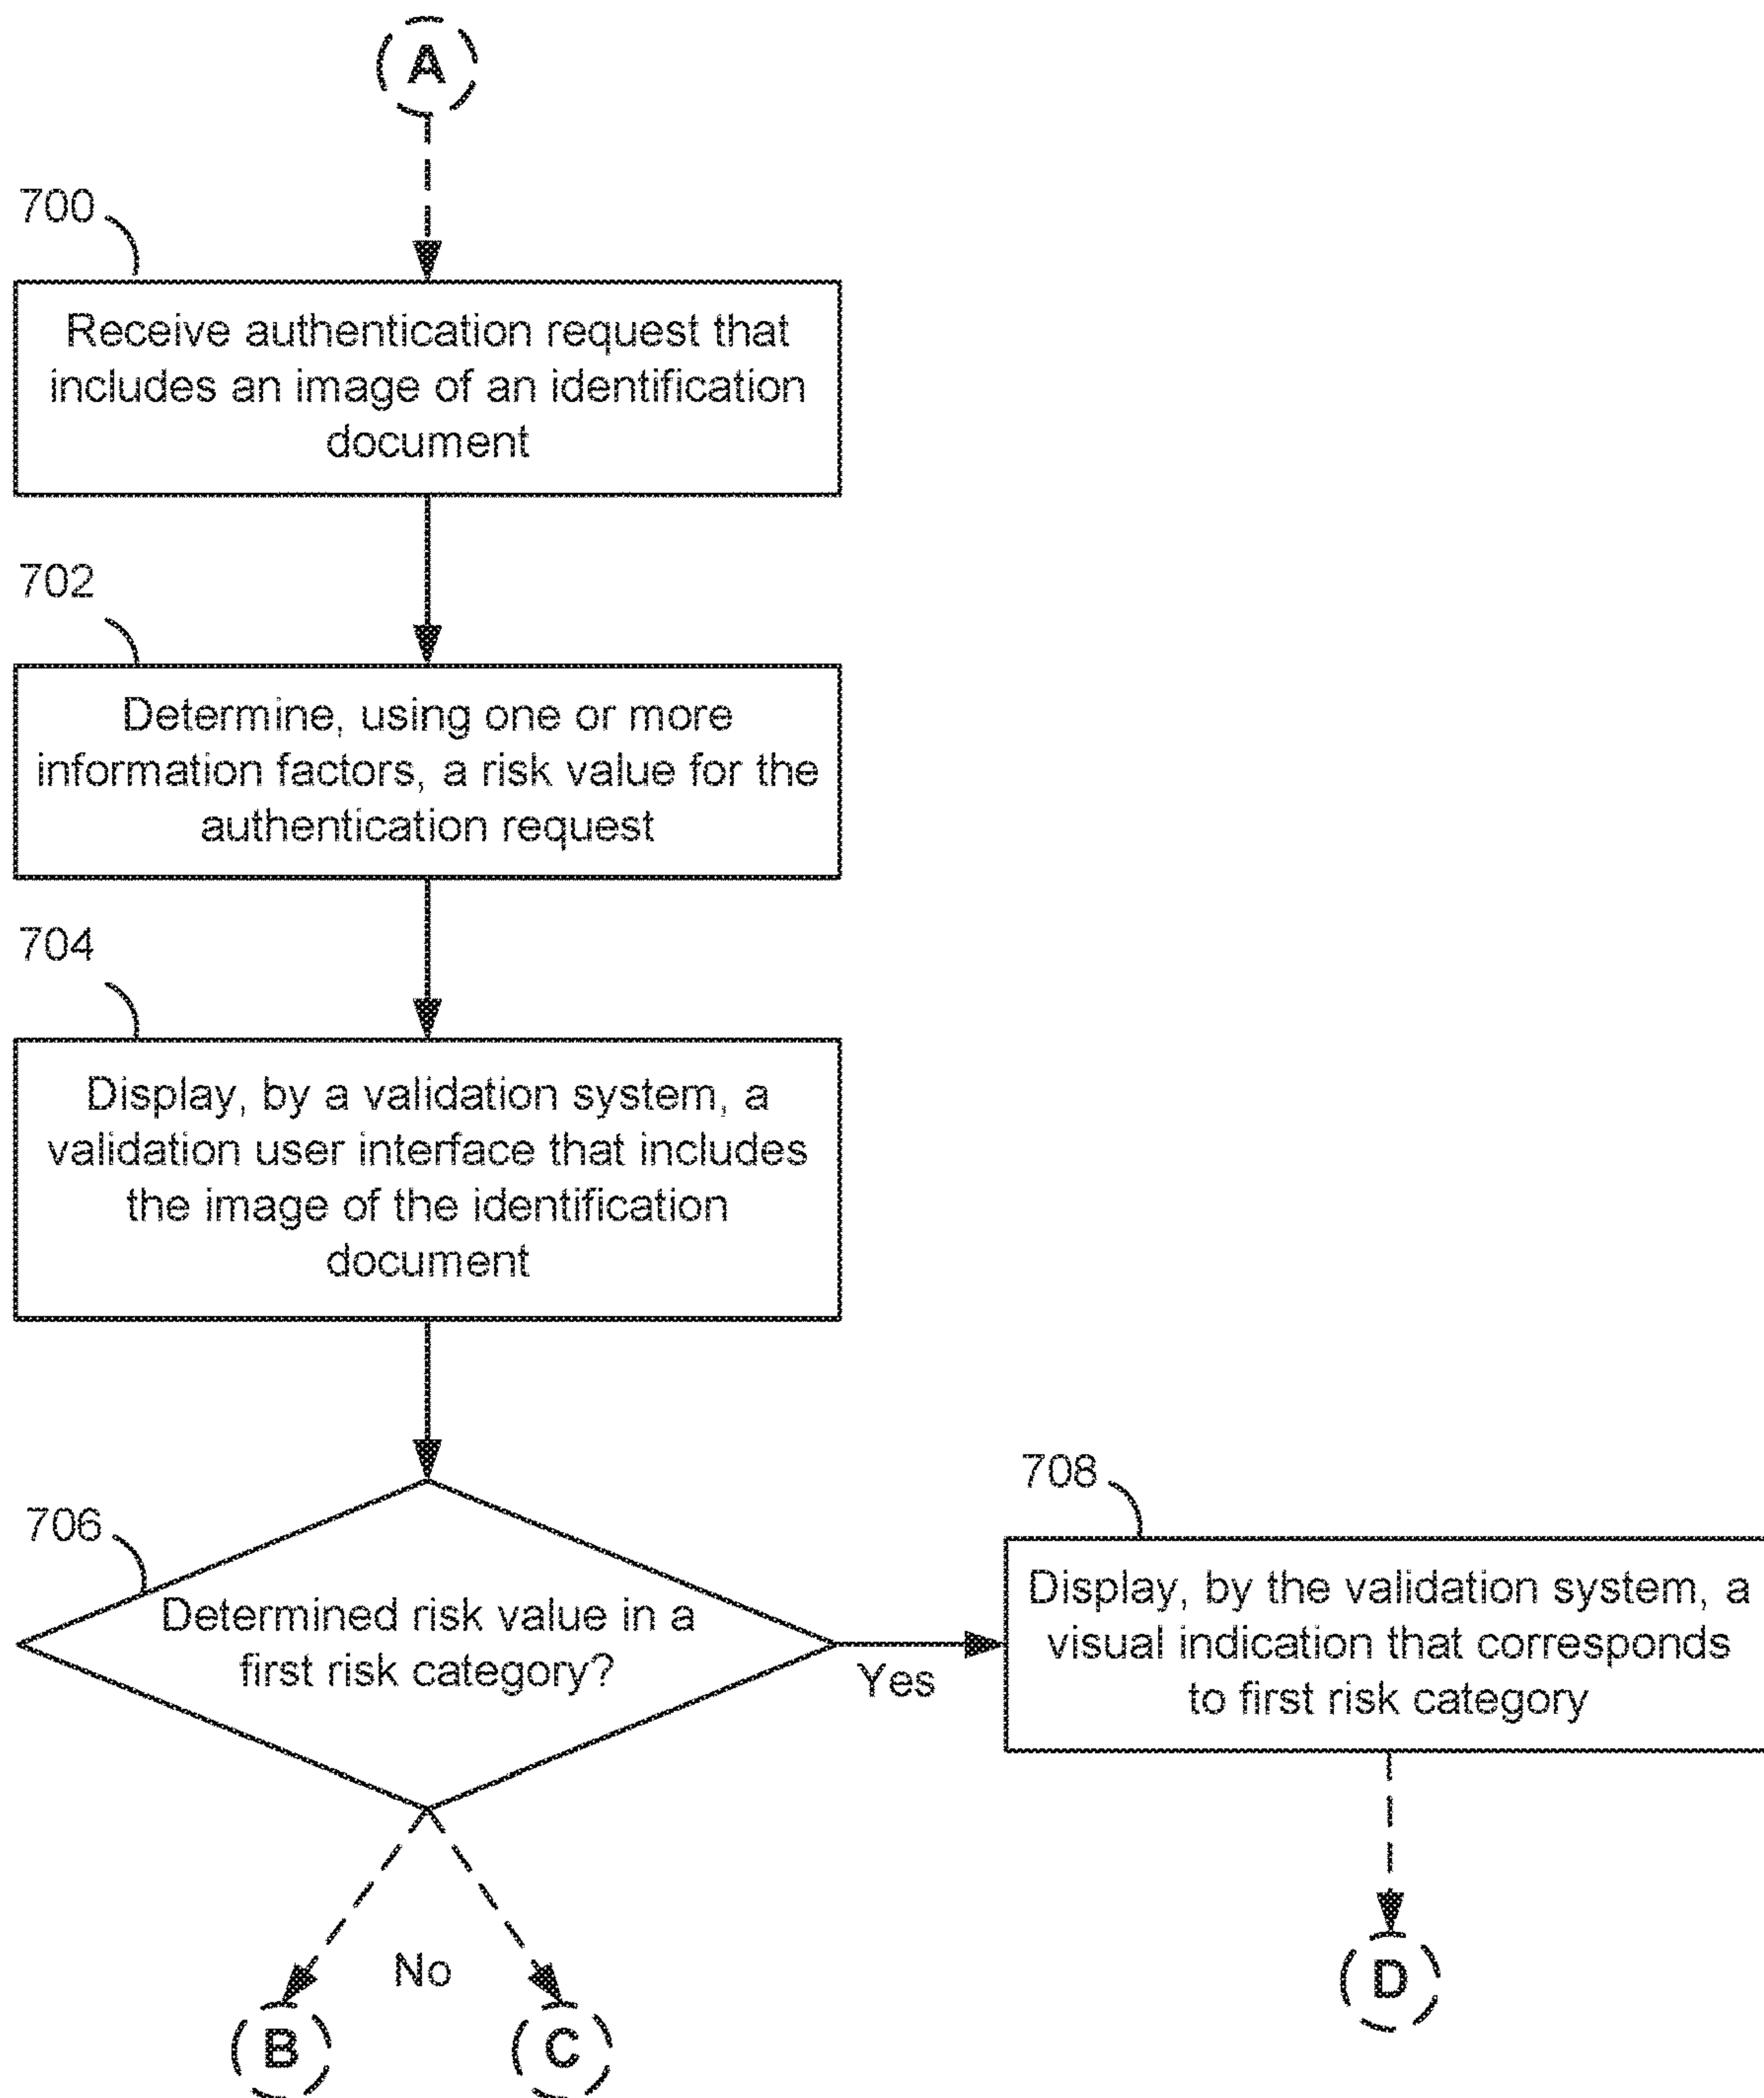 A
700
Receive authentication request that
includes an image of an identification
document
702
Determine, using one or more
information factors, a risk value for the
authentication request
704
Display, by a validation system, a
validation user interface that includes
the image of the identification
document
706
Determined risk value in a
first risk category?
Yes
708
Display, by the validation system, a
visual indication that corresponds
to first risk category
No
B
C
D